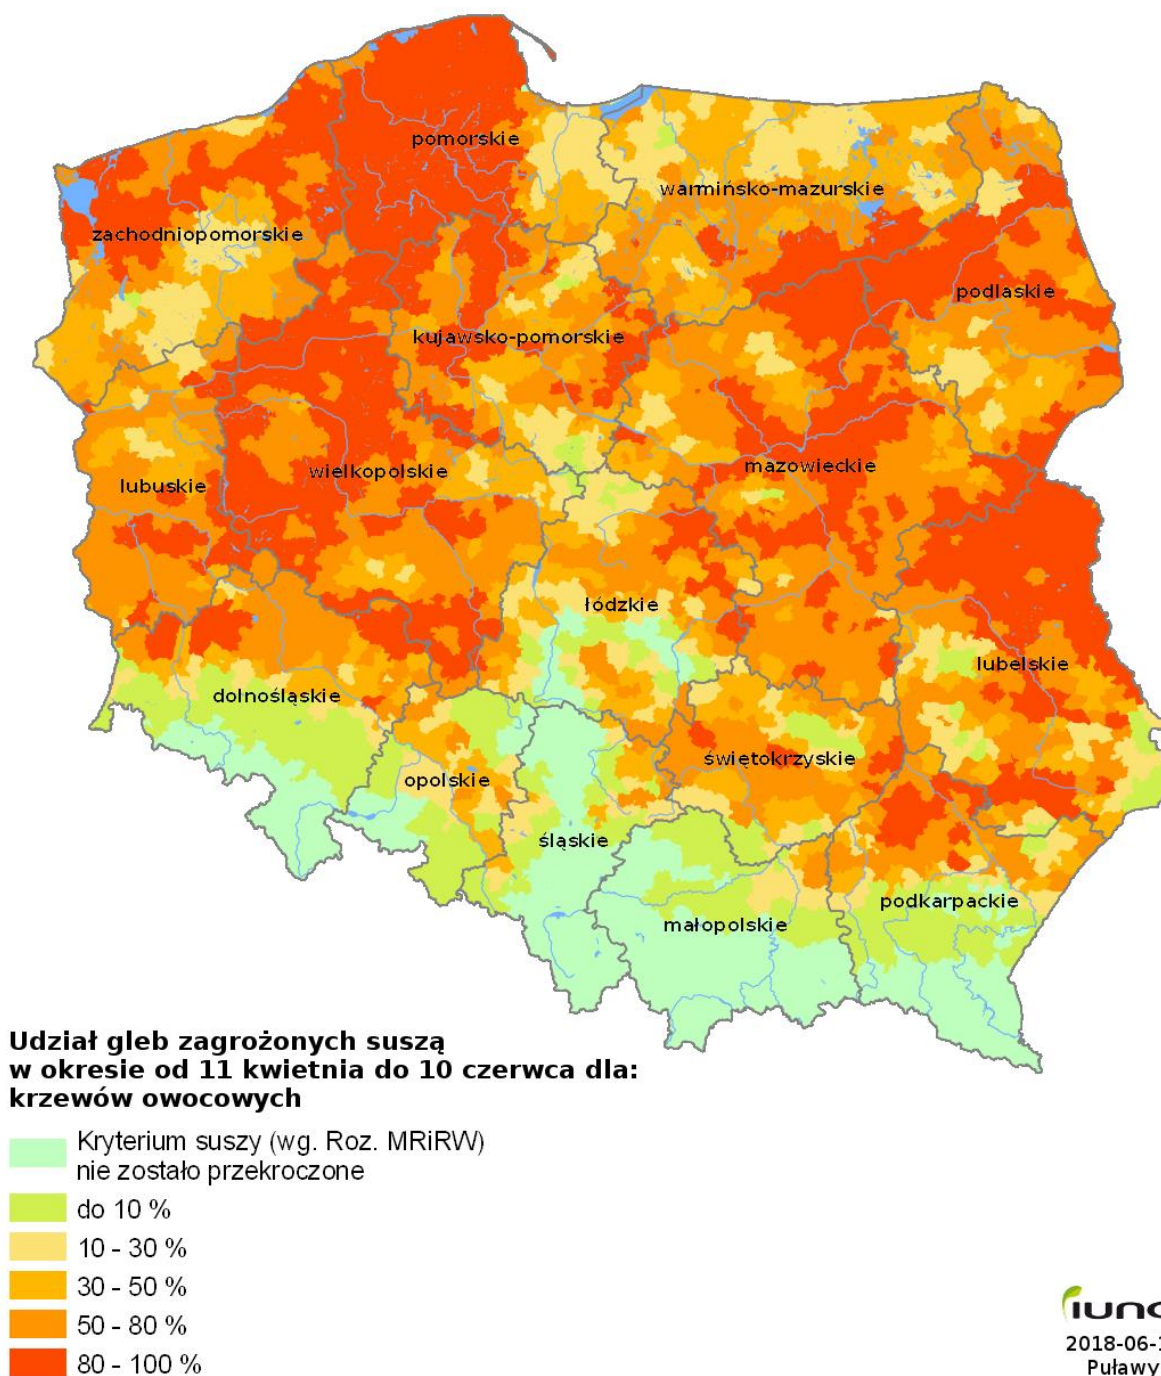 pomorskie
warmińsko-mazurskie
zachodniopomorskie
podlaskie
kujawsko-pomorskie
mazowieckie
wielkopolskie
lubuskie
łódzkie
lubelskie
dolnośląskie
świętokrzyskie
opolskie
śląskie
podkarpackie
małopolskie
Udział gleb zagrożonych suszą
w okresie od 11 kwietnia do 10 czerwca dla:
krzewów owocowych
Kryterium suszy (wg. Roz. MRiRW)
nie zostało przekroczone
do 10 %
10 - 30 %
30 - 50 %
50 - 80 %
80 - 100 %
Puławy